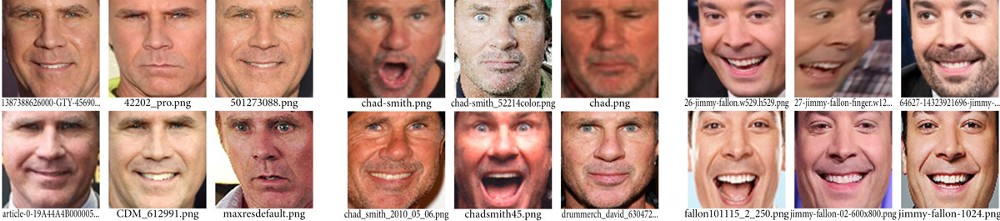 1387388626000-GTY-45690...
42202_pro.png
501273088.png
chad-smith.png
chad-smith_52214color.png
chad.png
26-jimmy-fallon.w529.h529.png
27-jimmy-fallon-finger.w12...
64627-14323921696-jimmy-...
article-0-19A44A4B000005...
CDM_612991.png
maxresdefault.png
chad_smith_2010_05_06.png
chadsmith45.png
drummerch_david_630472...
fallon101115_2_250.png
jimmy-fallon-02-600x800.png
jimmy-fallon-1024.png